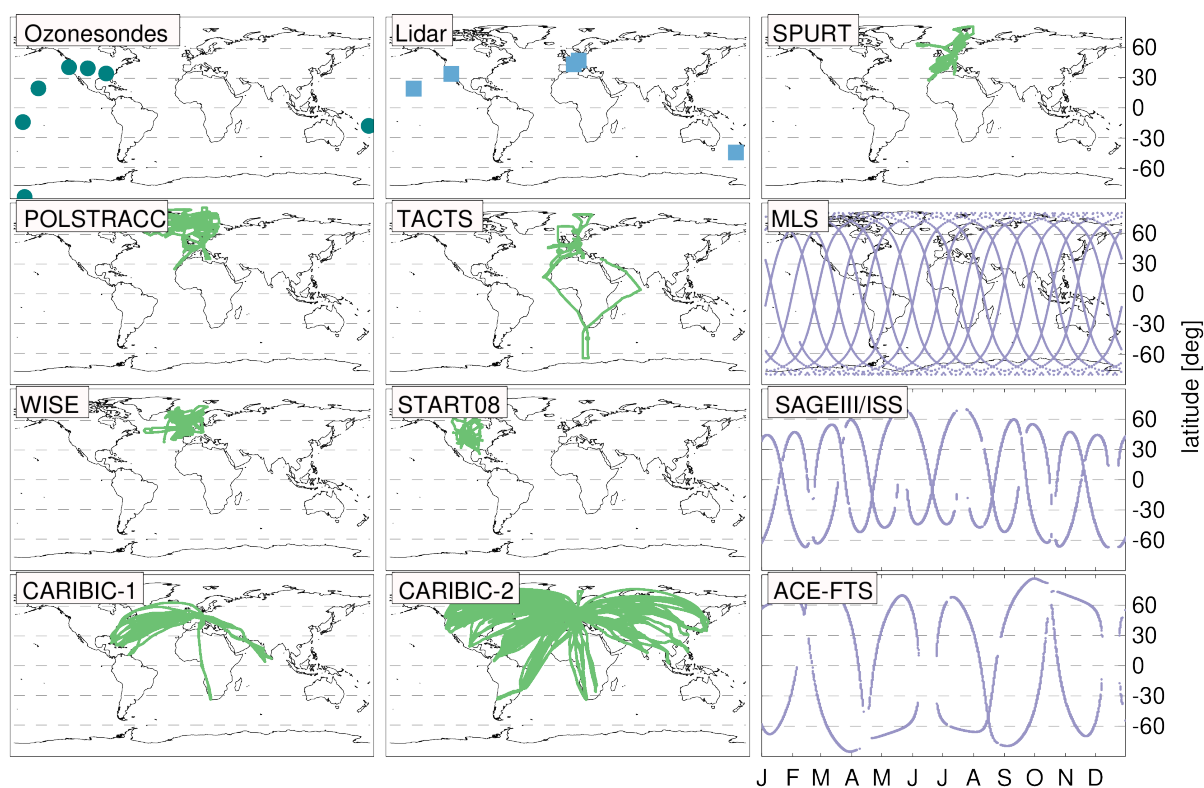 Ozonesondes
Lidar
SPURT
60
30
0
-30
-60
POLSTRACC
TACTS
MLS
60
30
0
-30
-60
latitude [deg]
WISE
START08
SAGEIII/ISS
60
30
0
-30
-60
CARIBIC-1
CARIBIC-2
ACE-FTS
60
30
0
-30
-60
J F M A M J J A S O N D